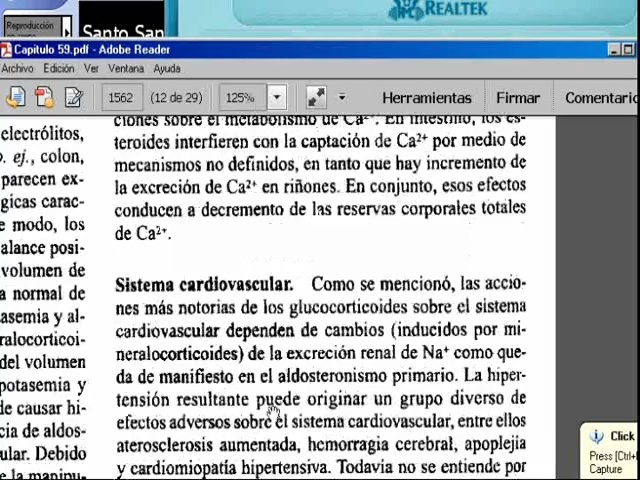 Reproducción
Santo San
REALTEK
Capitulo 59.pdf - Adobe Reader
Archivo Edición Ver Ventana Ayuda
1562 (12 de 29) 125% Herramientas Firmar Comentario
electrólitos,
o. ej., colon,
parecen ex-
gicas carac-
e modo, los
alance posi-
volumen de
a normal de
asemia y al-
ralocorticoi-
del volumen
potasemia y
de causar hi-
cia de aldos-
ular. Debido
e la manipu-
ciones sobre el metabolismo de Ca²⁺. En intestino, los es-
teroides interfieren con la captación de Ca²⁺ por medio de
mecanismos no definidos, en tanto que hay incremento de
la excreción de Ca²⁺ en riñones. En conjunto, esos efectos
conducen a decremento de las reservas corporales totales
de Ca²⁺.
Sistema cardiovascular. Como se mencionó, las accio-
nes más notorias de los glucocorticoides sobre el sistema
cardiovascular dependen de cambios (inducidos por mi-
neralocorticoides) de la excreción renal de Na⁺ como que-
da de manifiesto en el aldosteronismo primario. La hiper-
tensión resultante puede originar un grupo diverso de
efectos adversos sobre el sistema cardiovascular, entre ellos
aterosclerosis aumentada, hemorragia cerebral, apoplejía
y cardiomiopatía hipertensiva. Todavía no se entiende por
Click
Press [Ctrl+
Capture